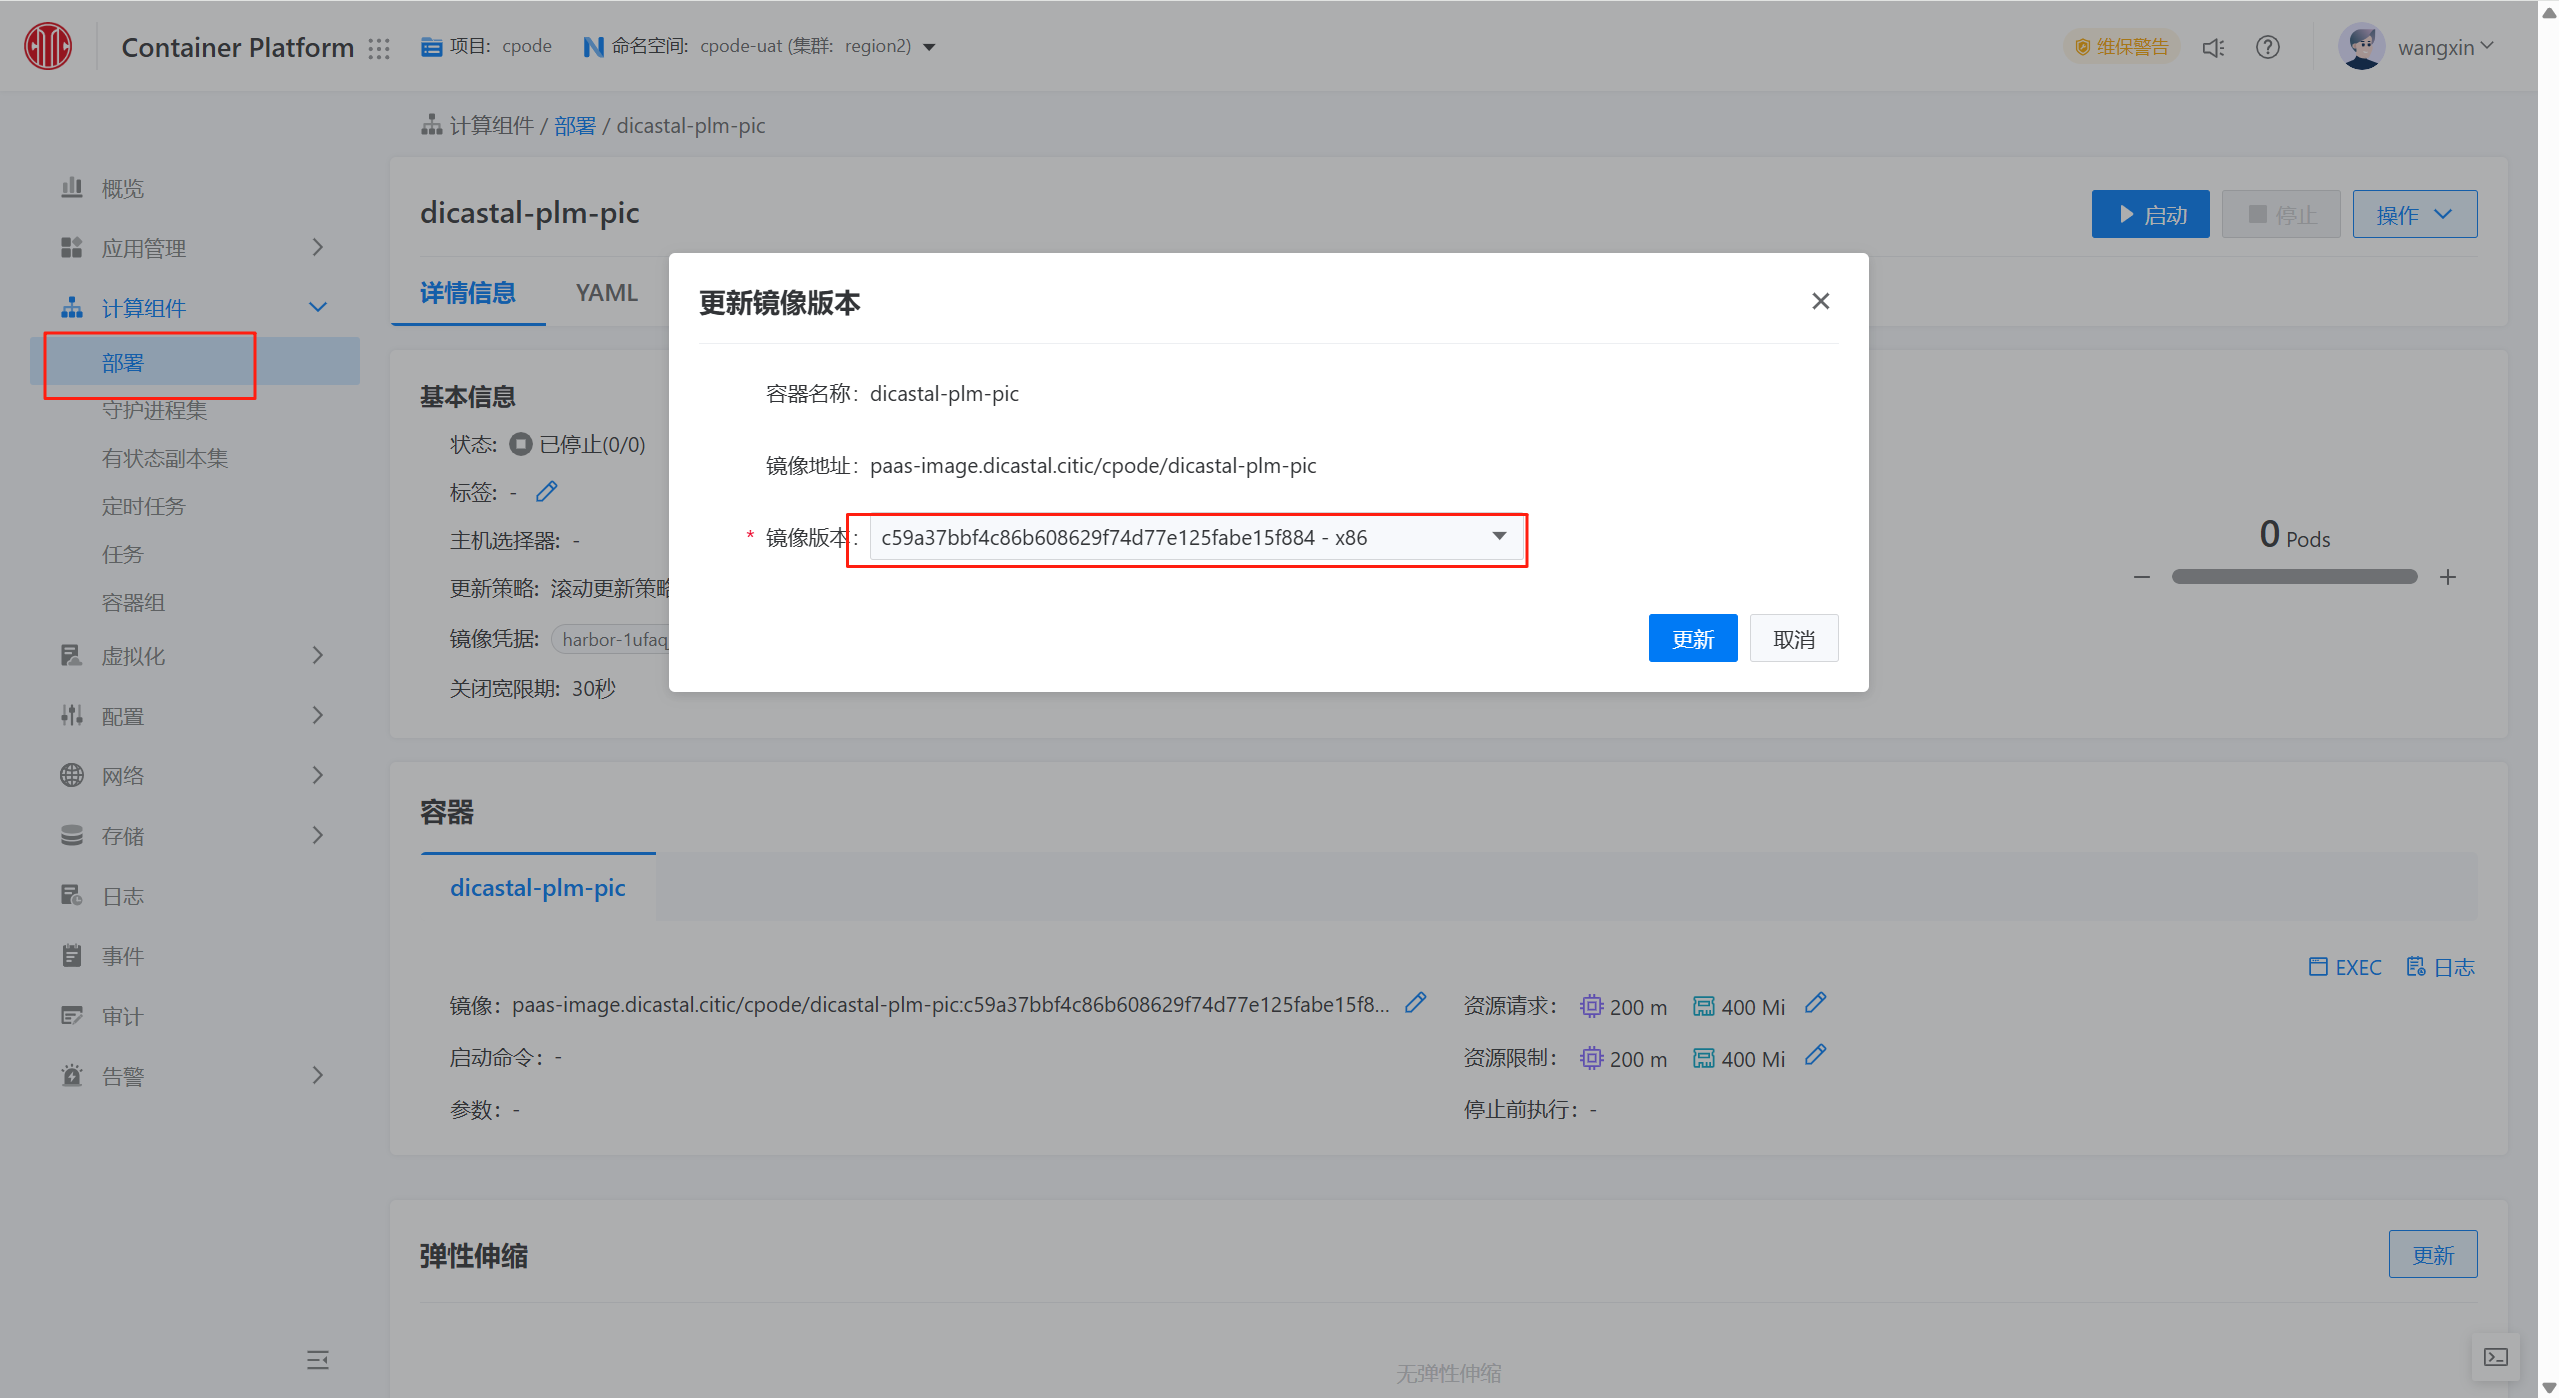 Container Platform
项目: cpode
命名空间: cpode-uat (集群: region2)
维保警告
wangxin
计算组件 / 部署 / dicastal-plm-pic
概览
应用管理
计算组件
部署
守护进程集
有状态副本集
定时任务
任务
容器组
虚拟化
配置
网络
存储
日志
事件
审计
告警
dicastal-plm-pic
启动
停止
操作
详情信息
YAML
基本信息
状态: 已停止(0/0)
标签: -
主机选择器: -
更新策略: 滚动更新策略
镜像凭据: harbor-1ufaq
关闭宽限期: 30秒
0 Pods
更新镜像版本
容器名称: dicastal-plm-pic
镜像地址: paas-image.dicastal.citic/cpode/dicastal-plm-pic
* 镜像版本: c59a37bbf4c86b608629f74d77e125fabe15f884 - x86
更新
取消
容器
dicastal-plm-pic
EXEC
日志
镜像: paas-image.dicastal.citic/cpode/dicastal-plm-pic:c59a37bbf4c86b608629f74d77e125fabe15f8...
资源请求: 200 m 400 Mi
启动命令: -
资源限制: 200 m 400 Mi
参数: -
停止前执行: -
弹性伸缩
更新
无弹性伸缩